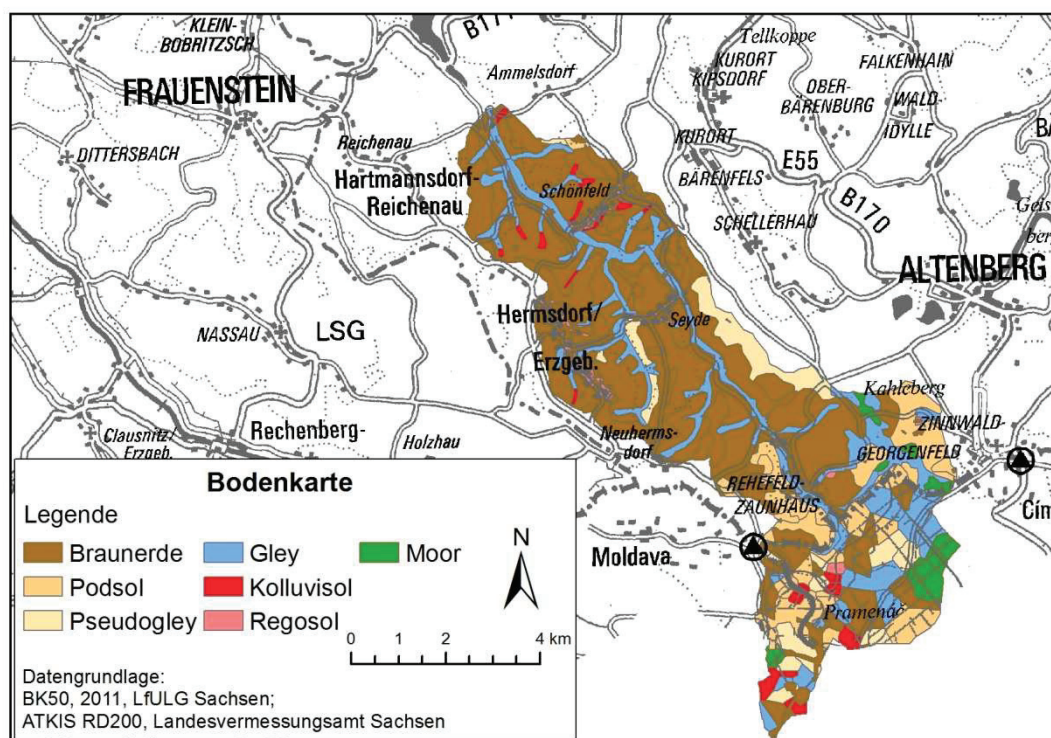 KLEIN-
BOBRITZSCH
B171
Tellkoppe
KURORT
KIPSDORF
FALKENHAIN
Ammelsdorf
OBER-
BÄRENBURG
WALD-
IDYLLE
FRAUENSTEIN
Reichenau
KURORT
BÄRENFELS
E55
DITTERSBACH
Hartmannsdorf-
Reichenau
Schönfeld
B170
SCHELLERHAU
ALTENBERG
Hermsdorf/
Erzgeb.
Seyde
NASSAU
LSG
Kahleberg
ZINNWALD-
GEORGENFELD
Clausnitz/
Erzgeb.
Rechenberg-
Holzhau
Neuherms-
dorf
REHEFELD-
ZAUNHAUS
Moldava
Pramenáč
Bodenkarte
Legende
Braunerde
Gley
Moor
Podsol
Kolluvisol
Pseudogley
Regosol
N
0 1 2 4 km
Datengrundlage:
BK50, 2011, LfULG Sachsen;
ATKIS RD200, Landesvermessungsamt Sachsen